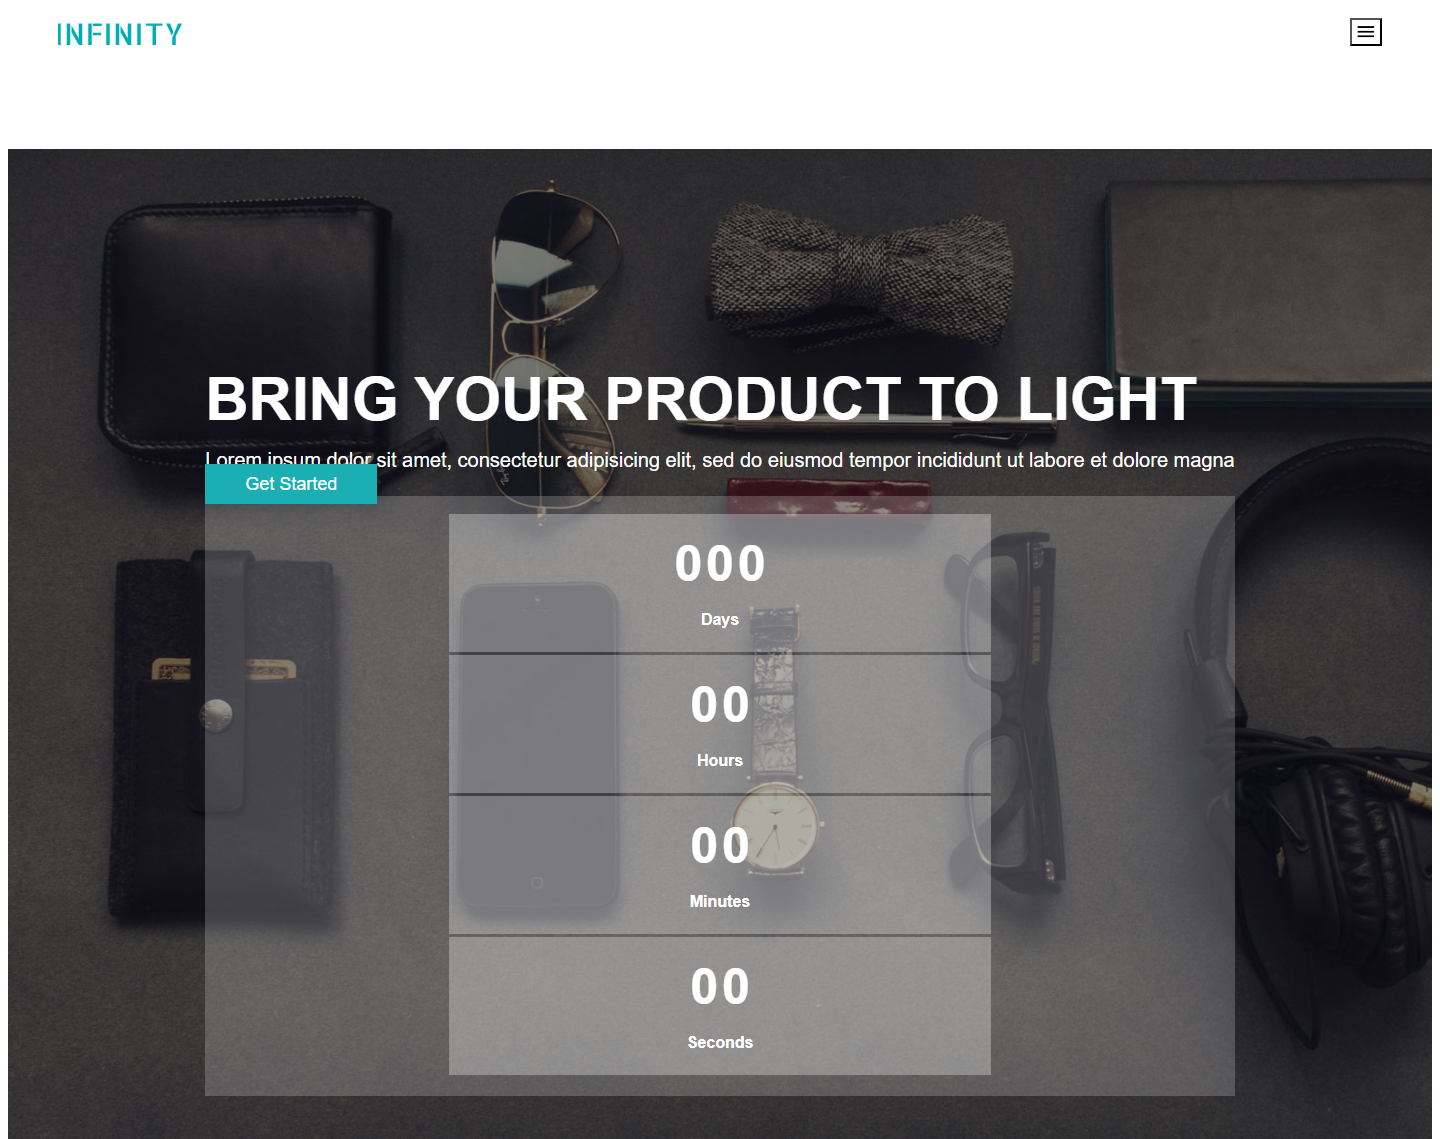 INFINITY
BRING YOUR PRODUCT TO LIGHT
Lorem ipsum dolor sit amet, consectetur adipisicing elit, sed do eiusmod tempor incididunt ut labore et dolore magna
Get Started
000
Days
00
Hours
00
Minutes
00
Seconds